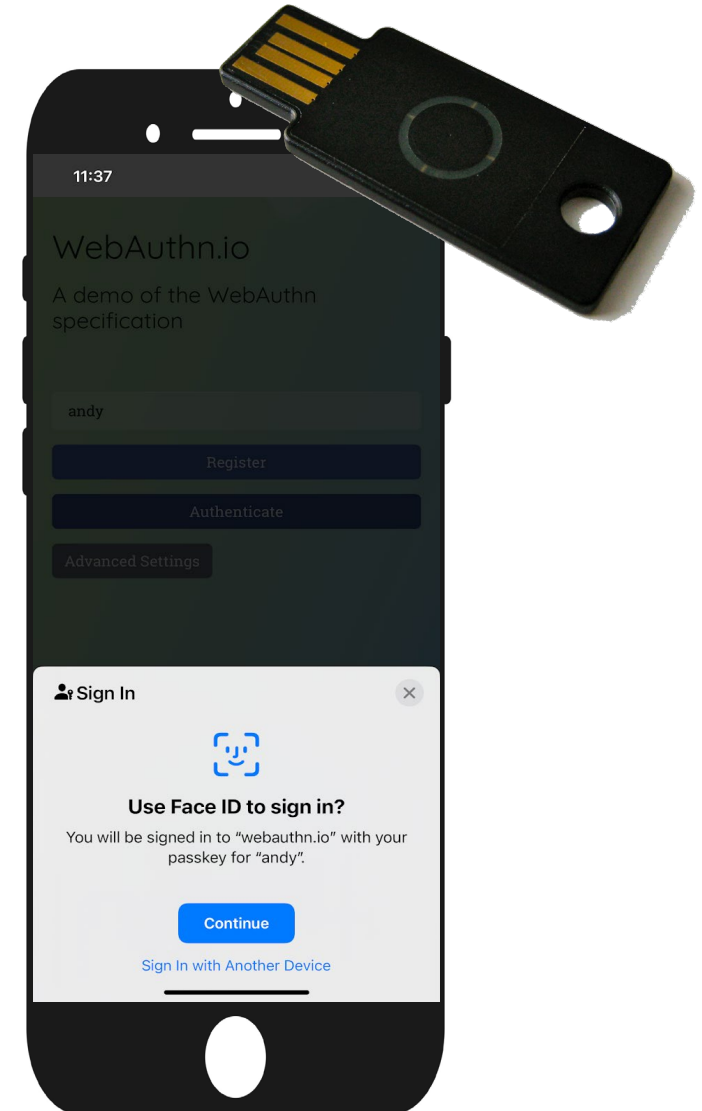 11:37
WebAuthn.io
A demo of the WebAuthn
specification
andy
Register
Authenticate
Advanced Settings
Sign In
Use Face ID to sign in?
You will be signed in to “webauthn.io” with your
passkey for “andy”.
Continue
Sign In with Another Device